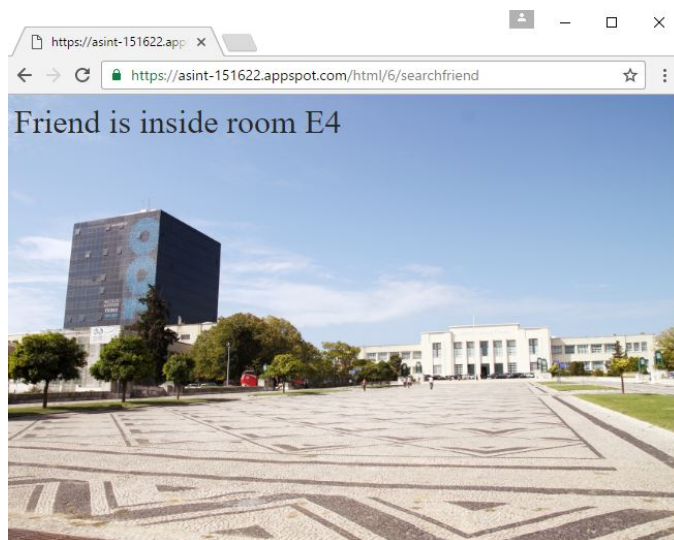 https://asint-151622.app
https://asint-151622.appspot.com/html/6/searchfriend
Friend is inside room E4